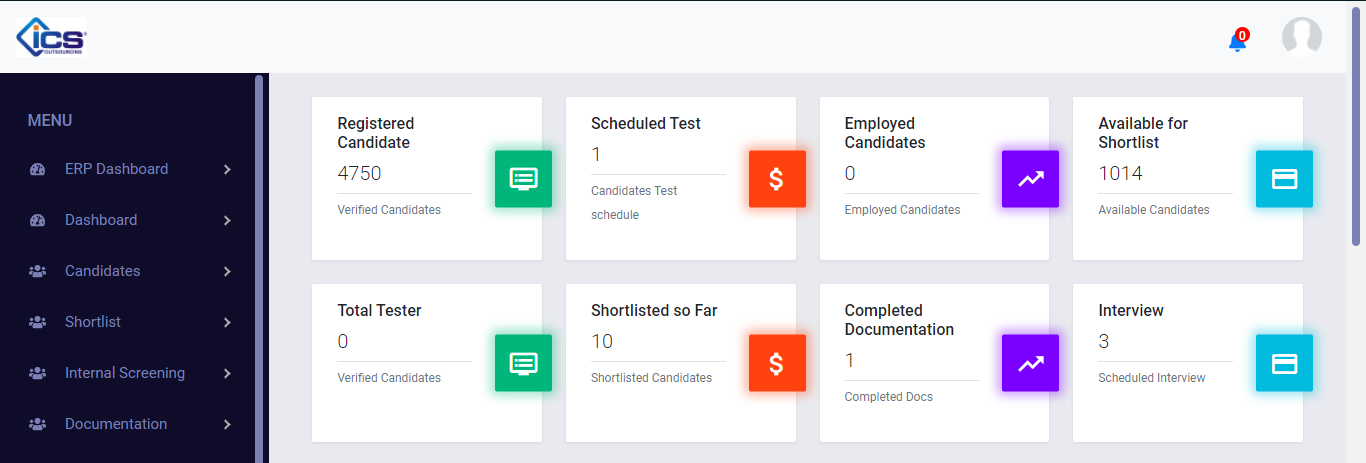 ics
OUTSOURCING
0
MENU
ERP Dashboard
Dashboard
Candidates
Shortlist
Internal Screening
Documentation
Registered
Candidate
4750
Verified Candidates
Scheduled Test
1
Candidates Test
schedule
Employed
Candidates
0
Employed Candidates
Available for
Shortlist
1014
Available Candidates
Total Tester
0
Verified Candidates
Shortlisted so Far
10
Shortlisted Candidates
Completed
Documentation
1
Completed Docs
Interview
3
Scheduled Interview